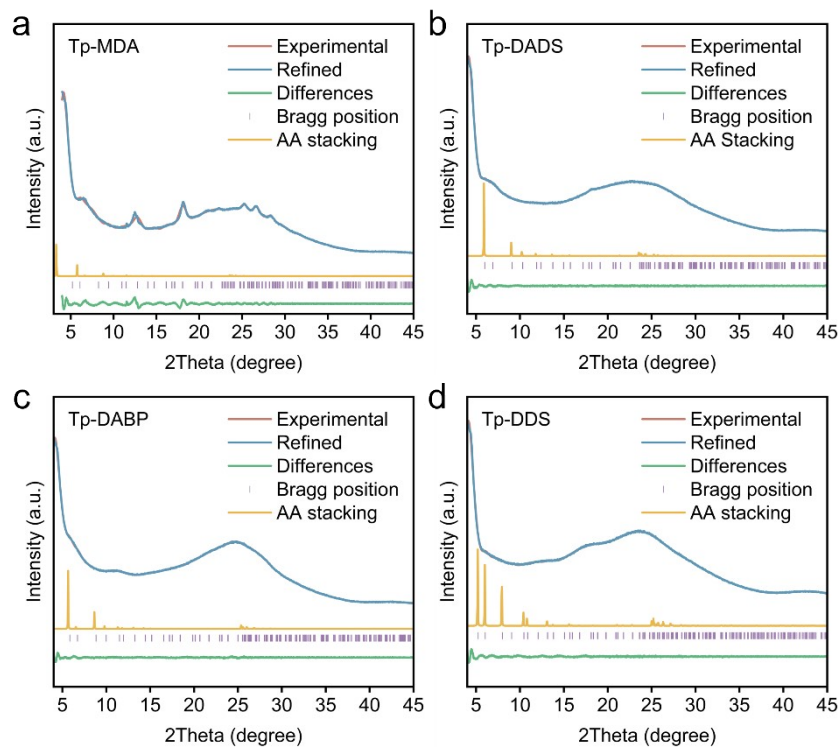 a
Tp-MDA
Experimental
Refined
Differences
Bragg position
AA stacking
Intensity (a.u.)
5 10 15 20 25 30 35 40 45
2Theta (degree)
b
Tp-DADS
Experimental
Refined
Differences
Bragg position
AA Stacking
Intensity (a.u.)
5 10 15 20 25 30 35 40 45
2Theta (degree)
c
Tp-DABP
Experimental
Refined
Differences
Bragg position
AA stacking
Intensity (a.u.)
5 10 15 20 25 30 35 40 45
2Theta (degree)
d
Tp-DDS
Experimental
Refined
Differences
Bragg position
AA stacking
Intensity (a.u.)
5 10 15 20 25 30 35 40 45
2Theta (degree)